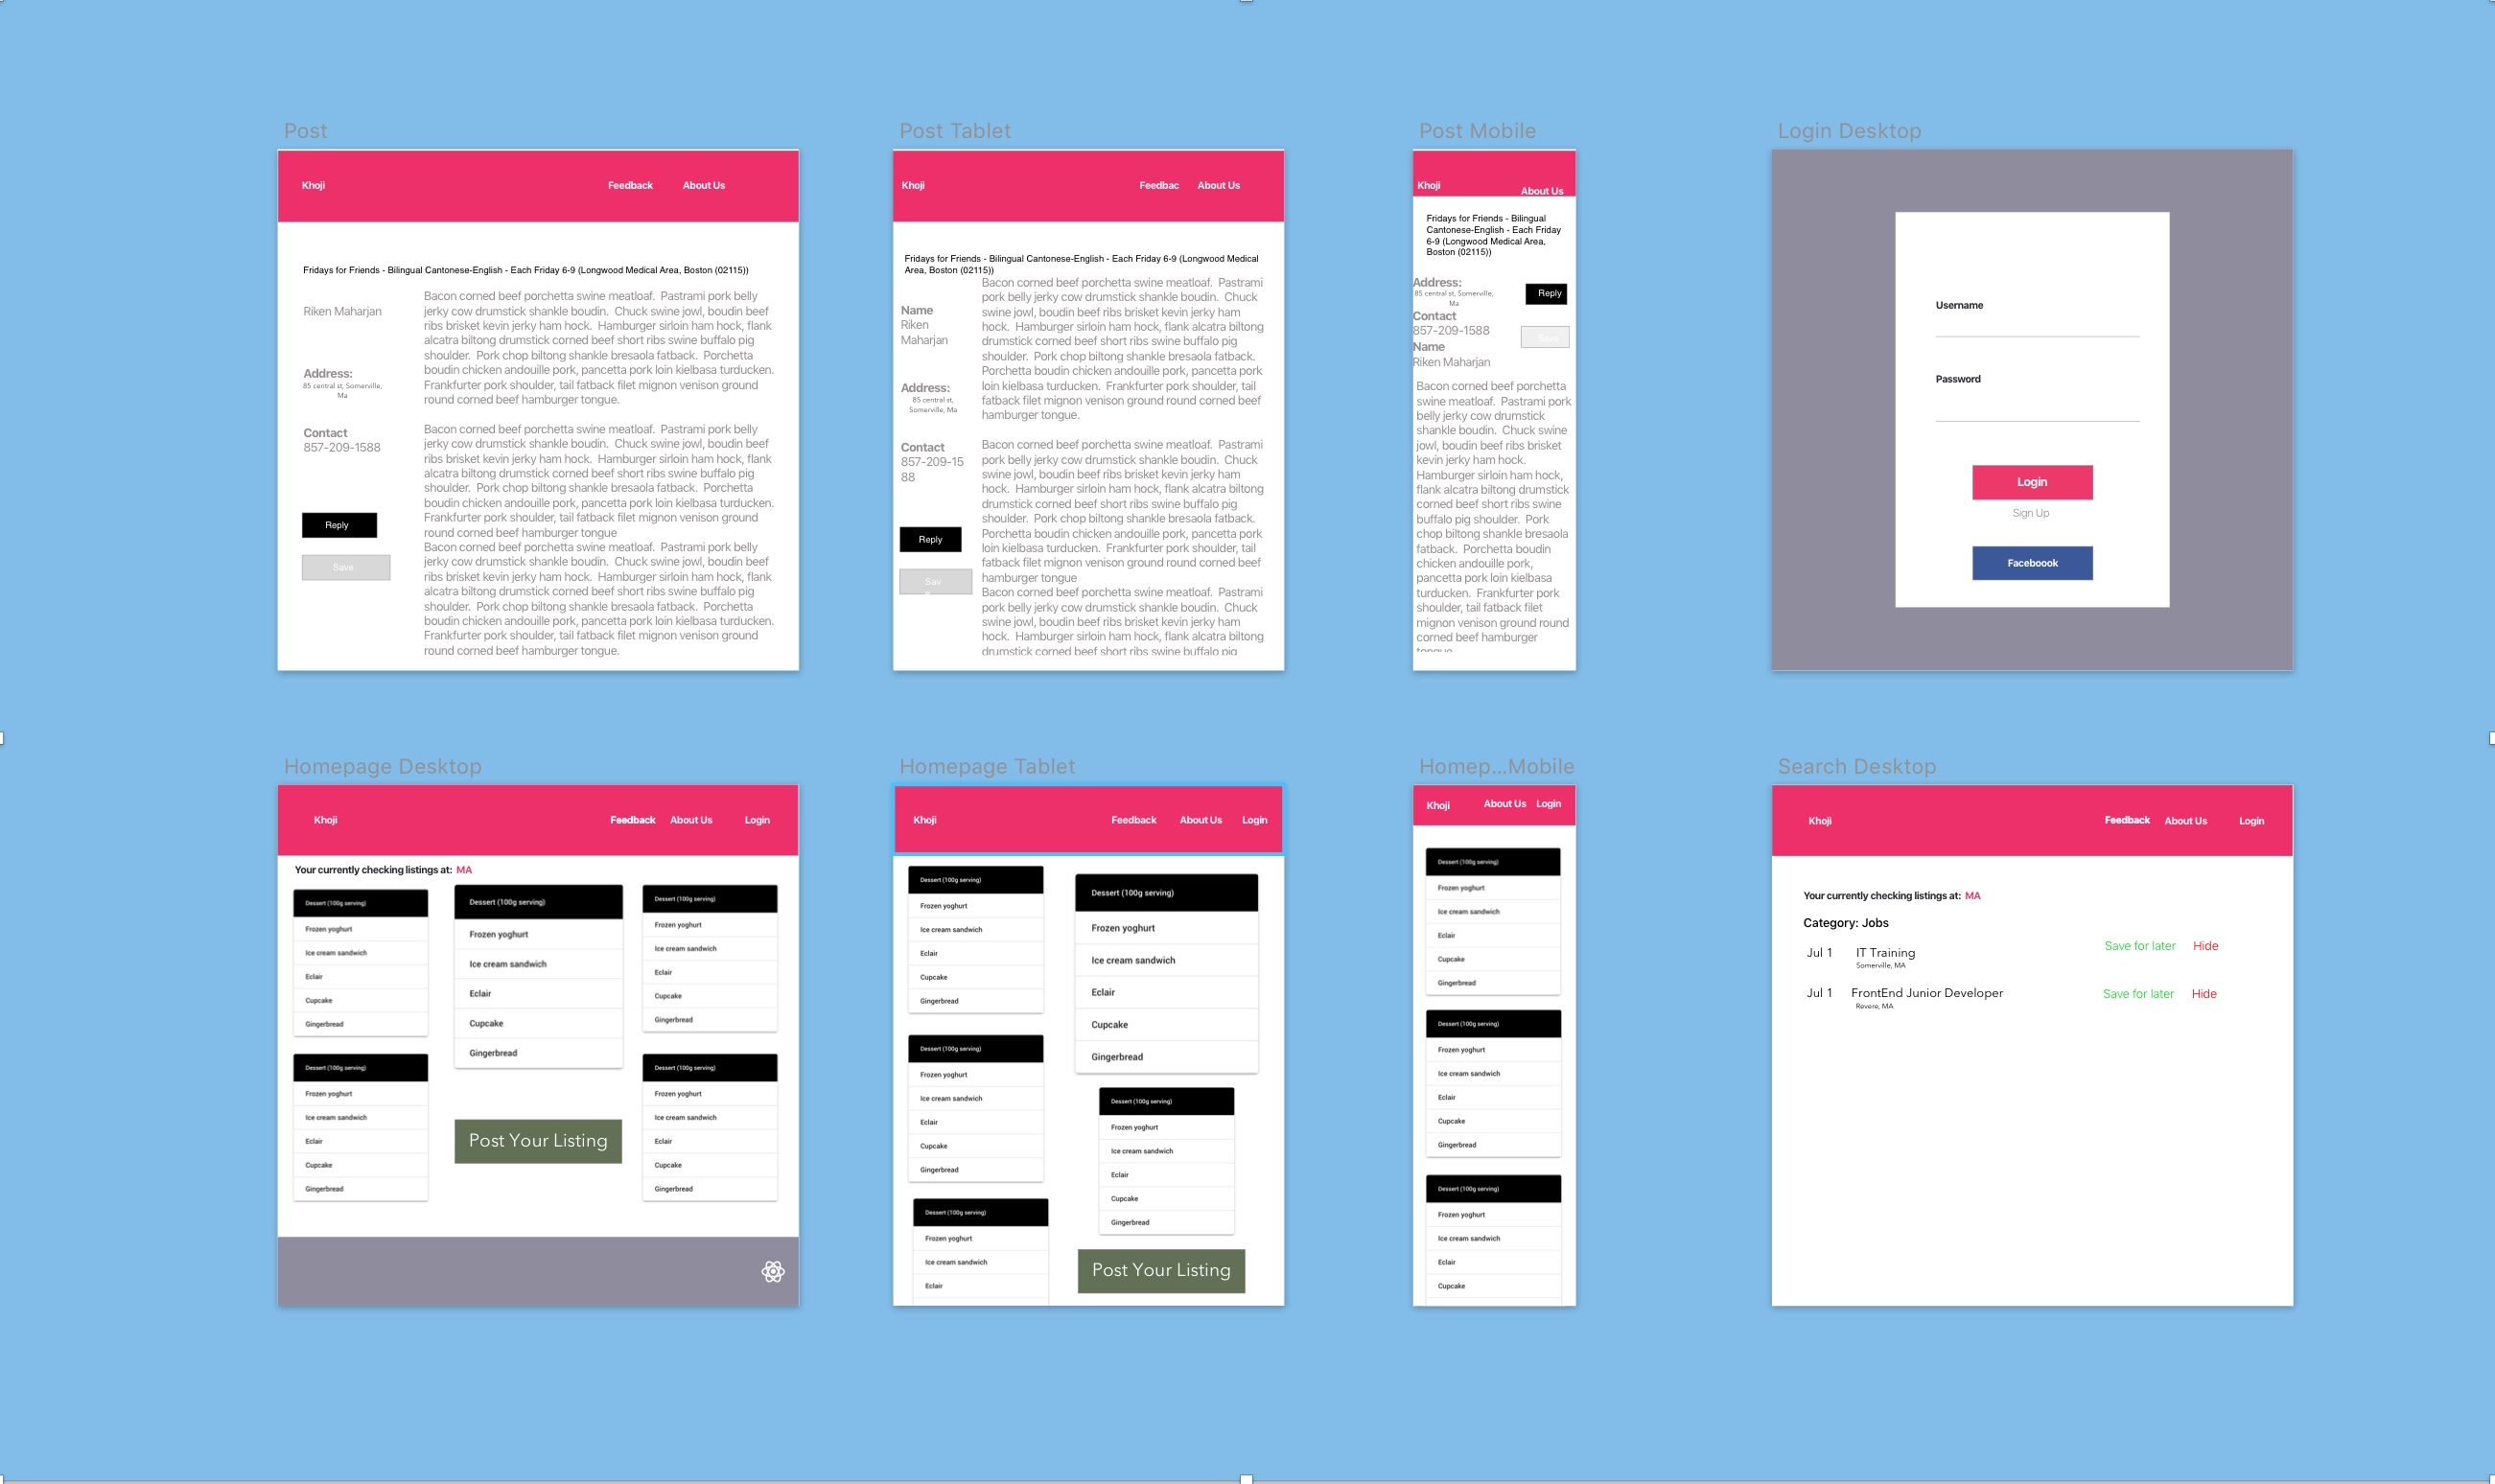 Post
Khoji
Feedback
About Us
Fridays for Friends - Bilingual Cantonese-English - Each Friday 6-9 (Longwood Medical Area, Boston (02115))
Riken Maharjan
Address:
85 central st, Somerville,
Ma
Contact
857-209-1588
Reply
Save
Bacon corned beef porchetta swine meatloaf.  Pastrami pork belly
jerky cow drumstick shankle boudin.  Chuck swine jowl, boudin beef
ribs brisket kevin jerky ham hock.  Hamburger sirloin ham hock, flank
alcatra biltong drumstick corned beef short ribs swine buffalo pig
shoulder.  Pork chop biltong shankle bresaola fatback.  Porchetta
boudin chicken andouille pork, pancetta pork loin kielbasa turducken.
Frankfurter pork shoulder, tail fatback filet mignon venison ground
round corned beef hamburger tongue.
Bacon corned beef porchetta swine meatloaf.  Pastrami pork belly
jerky cow drumstick shankle boudin.  Chuck swine jowl, boudin beef
ribs brisket kevin jerky ham hock.  Hamburger sirloin ham hock, flank
alcatra biltong drumstick corned beef short ribs swine buffalo pig
shoulder.  Pork chop biltong shankle bresaola fatback.  Porchetta
boudin chicken andouille pork, pancetta pork loin kielbasa turducken.
Frankfurter pork shoulder, tail fatback filet mignon venison ground
round corned beef hamburger tongue
Bacon corned beef porchetta swine meatloaf.  Pastrami pork belly
jerky cow drumstick shankle boudin.  Chuck swine jowl, boudin beef
ribs brisket kevin jerky ham hock.  Hamburger sirloin ham hock, flank
alcatra biltong drumstick corned beef short ribs swine buffalo pig
shoulder.  Pork chop biltong shankle bresaola fatback.  Porchetta
boudin chicken andouille pork, pancetta pork loin kielbasa turducken.
Frankfurter pork shoulder, tail fatback filet mignon venison ground
round corned beef hamburger tongue.
Post Tablet
Khoji
Feedbac
About Us
Fridays for Friends - Bilingual Cantonese-English - Each Friday 6-9 (Longwood Medical
Area, Boston (02115))
Name
Riken
Maharjan
Address:
85 central st,
Somerville, Ma
Contact
857-209-15
88
Reply
Sav
Bacon corned beef porchetta swine meatloaf.  Pastrami
pork belly jerky cow drumstick shankle boudin.  Chuck
swine jowl, boudin beef ribs brisket kevin jerky ham
hock.  Hamburger sirloin ham hock, flank alcatra biltong
drumstick corned beef short ribs swine buffalo pig
shoulder.  Pork chop biltong shankle bresaola fatback.
Porchetta boudin chicken andouille pork, pancetta pork
loin kielbasa turducken.  Frankfurter pork shoulder, tail
fatback filet mignon venison ground round corned beef
hamburger tongue.
Bacon corned beef porchetta swine meatloaf.  Pastrami
pork belly jerky cow drumstick shankle boudin.  Chuck
swine jowl, boudin beef ribs brisket kevin jerky ham
hock.  Hamburger sirloin ham hock, flank alcatra biltong
drumstick corned beef short ribs swine buffalo pig
shoulder.  Pork chop biltong shankle bresaola fatback.
Porchetta boudin chicken andouille pork, pancetta pork
loin kielbasa turducken.  Frankfurter pork shoulder, tail
fatback filet mignon venison ground round corned beef
hamburger tongue
Bacon corned beef porchetta swine meatloaf.  Pastrami
pork belly jerky cow drumstick shankle boudin.  Chuck
swine jowl, boudin beef ribs brisket kevin jerky ham
hock.  Hamburger sirloin ham hock, flank alcatra biltong
drumstick corned beef short ribs swine buffalo pig
Post Mobile
Khoji
About Us
Fridays for Friends - Bilingual
Cantonese-English - Each Friday
6-9 (Longwood Medical Area,
Boston (02115))
Address:
85 central st, Somerville,
Ma
Contact
857-209-1588
Name
Riken Maharjan
Reply
Save
Bacon corned beef porchetta
swine meatloaf.  Pastrami pork
belly jerky cow drumstick
shankle boudin.  Chuck swine
jowl, boudin beef ribs brisket
kevin jerky ham hock.
Hamburger sirloin ham hock,
flank alcatra biltong drumstick
corned beef short ribs swine
buffalo pig shoulder.  Pork
chop biltong shankle bresaola
fatback.  Porchetta boudin
chicken andouille pork,
pancetta pork loin kielbasa
turducken.  Frankfurter pork
shoulder, tail fatback filet
mignon venison ground round
corned beef hamburger
tongue
Login Desktop
Username
Password
Login
Sign Up
Faceboook
Homepage Desktop
Khoji
Feedback
About Us
Login
Your currently checking listings at: MA
Dessert (100g serving)
Frozen yoghurt
Ice cream sandwich
Eclair
Cupcake
Gingerbread
Dessert (100g serving)
Frozen yoghurt
Ice cream sandwich
Eclair
Cupcake
Gingerbread
Dessert (100g serving)
Frozen yoghurt
Ice cream sandwich
Eclair
Cupcake
Gingerbread
Dessert (100g serving)
Frozen yoghurt
Ice cream sandwich
Eclair
Cupcake
Gingerbread
Post Your Listing
Dessert (100g serving)
Frozen yoghurt
Ice cream sandwich
Eclair
Cupcake
Gingerbread
Homepage Tablet
Khoji
Feedback
About Us
Login
Dessert (100g serving)
Frozen yoghurt
Ice cream sandwich
Eclair
Cupcake
Gingerbread
Dessert (100g serving)
Frozen yoghurt
Ice cream sandwich
Eclair
Cupcake
Gingerbread
Dessert (100g serving)
Frozen yoghurt
Ice cream sandwich
Eclair
Cupcake
Gingerbread
Dessert (100g serving)
Frozen yoghurt
Ice cream sandwich
Eclair
Cupcake
Gingerbread
Dessert (100g serving)
Frozen yoghurt
Ice cream sandwich
Eclair
Post Your Listing
Homep...Mobile
Khoji
About Us
Login
Dessert (100g serving)
Frozen yoghurt
Ice cream sandwich
Eclair
Cupcake
Gingerbread
Dessert (100g serving)
Frozen yoghurt
Ice cream sandwich
Eclair
Cupcake
Gingerbread
Dessert (100g serving)
Frozen yoghurt
Ice cream sandwich
Eclair
Cupcake
Search Desktop
Khoji
Feedback
About Us
Login
Your currently checking listings at: MA
Category: Jobs
Jul 1 IT Training Save for later Hide
Somerville, MA
Jul 1 FrontEnd Junior Developer Save for later Hide
Revere, MA